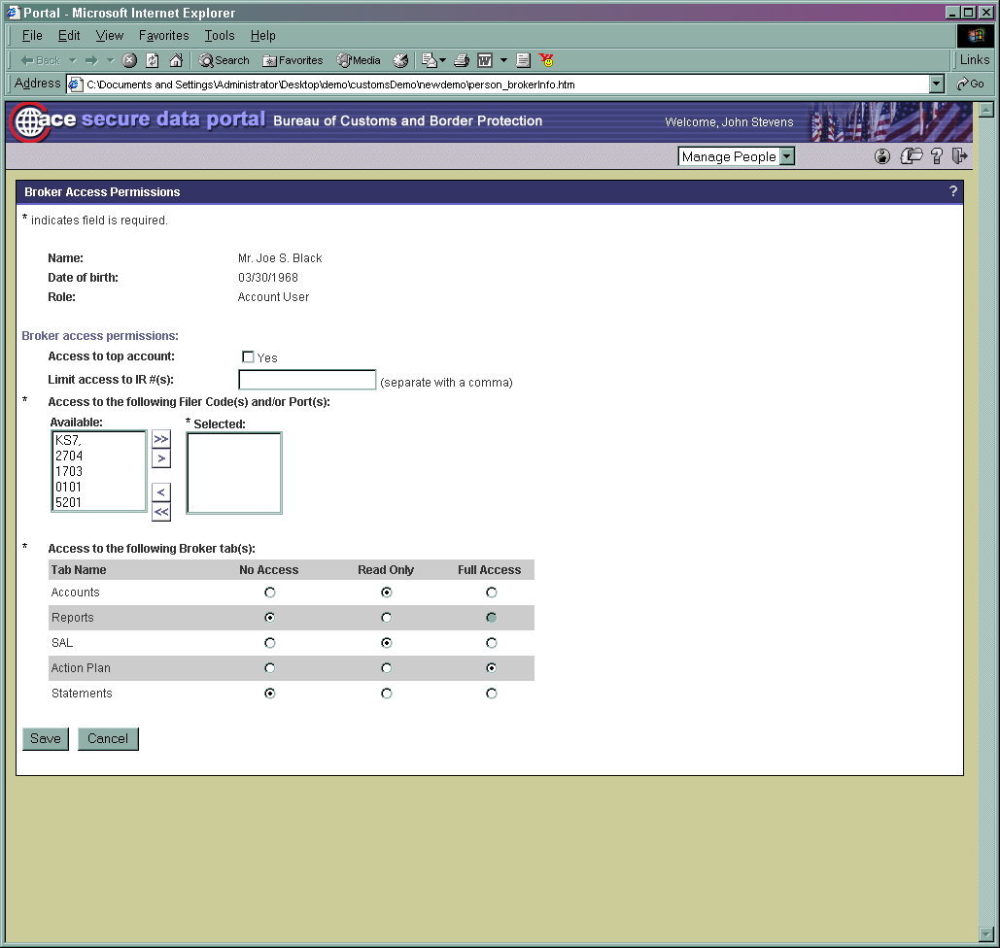 Portal - Microsoft Internet Explorer
File Edit View Favorites Tools Help
Back Search Favorites Media Links
Address C:\Documents and Settings\Administrator\Desktop\demo\customsDemo\newdemo\person_brokerInfo.htm Go
ace secure data portal Bureau of Customs and Border Protection Welcome, John Stevens
Manage People ?
Broker Access Permissions ?
* indicates field is required.
Name: Mr. Joe S. Black
Date of birth: 03/30/1968
Role: Account User
Broker access permissions:
Access to top account: Yes
Limit access to IR #(s): (separate with a comma)
* Access to the following Filer Code(s) and/or Port(s):
Available: * Selected:
KS7, >>
2704 >
1703
0101 <
5201 <<
* Access to the following Broker tab(s):
Tab Name No Access Read Only Full Access
Accounts
Reports
SAL
Action Plan
Statements
Save Cancel